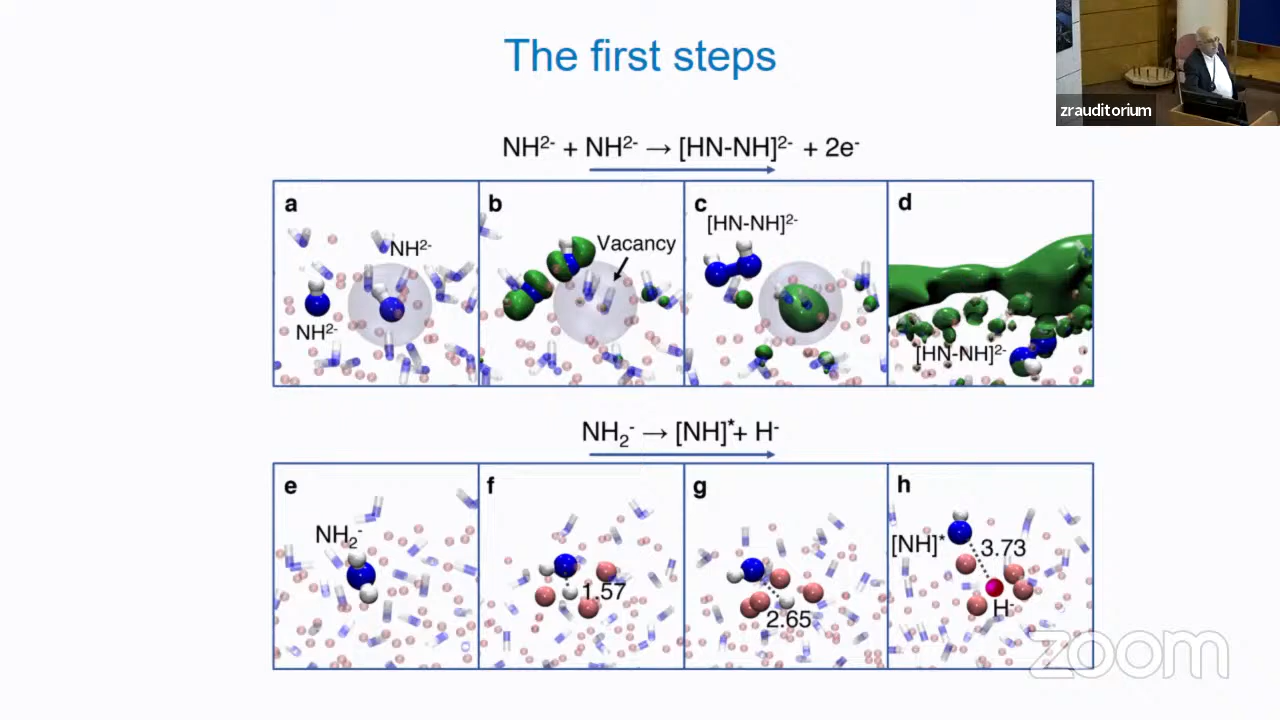 The first steps
zrauditorium
NH²⁻ + NH²⁻ → [HN-NH]²⁻ + 2e⁻
a
NH²⁻
NH²⁻
b
Vacancy
c
[HN-NH]²⁻
d
[HN-NH]²⁻
NH₂⁻ → [NH]* + H⁻
e
NH₂⁻
f
1.57
g
2.65
h
[NH]*
3.73
H⁻
zoom